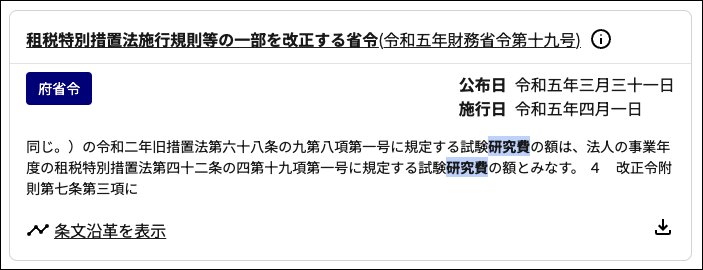 租税特別措置法施行規則等の一部を改正する省令(令和五年財務省令第十九号)
府省令
公布日 令和五年三月三十一日
施行日 令和五年四月一日
同じ。）の令和二年旧措置法第六十八条の九第八項第一号に規定する試験研究費の額は、法人の事業年
度の租税特別措置法第四十二条の四第十九項第一号に規定する試験研究費の額とみなす。 ４　改正令附
則第七条第三項に
条文沿革を表示